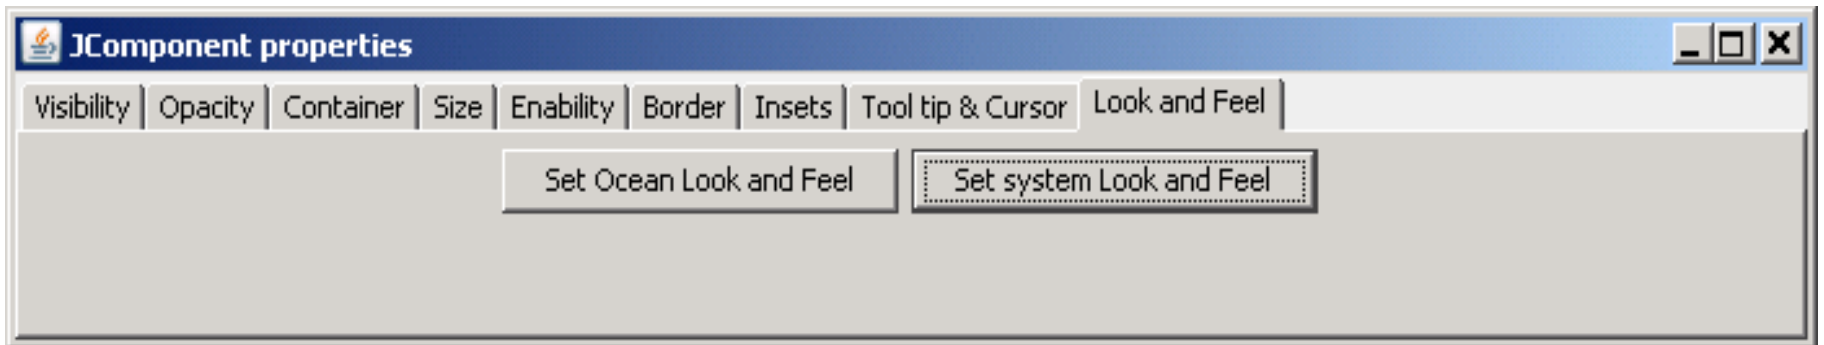 JComponent properties
Visibility Opacity Container Size Enability Border Insets Tool tip & Cursor Look and Feel
Set Ocean Look and Feel Set system Look and Feel